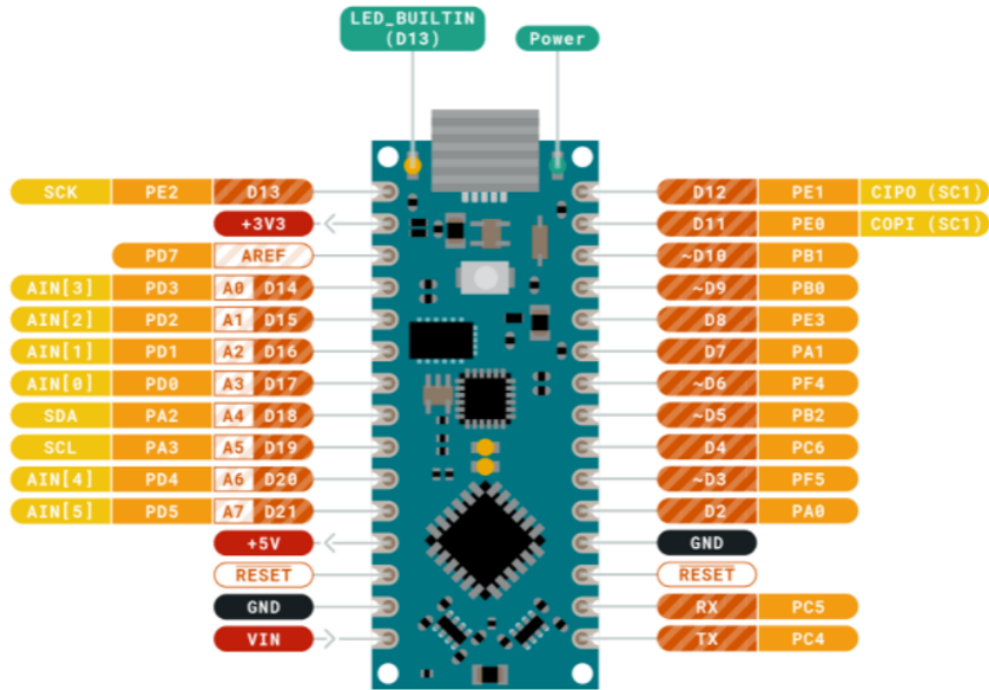 LED_BUILTIN
(D13)
Power
SCK PE2 D13
D12 PE1 CIPO (SC1)
+3V3
D11 PE0 COPI (SC1)
PD7 AREF
~D10 PB1
AIN[3] PD3 A0 D14
~D9 PB0
AIN[2] PD2 A1 D15
D8 PE3
AIN[1] PD1 A2 D16
D7 PA1
AIN[0] PD0 A3 D17
~D6 PF4
SDA PA2 A4 D18
~D5 PB2
SCL PA3 A5 D19
D4 PC6
AIN[4] PD4 A6 D20
~D3 PF5
AIN[5] PD5 A7 D21
D2 PA0
+5V
GND
RESET
RESET
GND
RX PC5
VIN
TX PC4